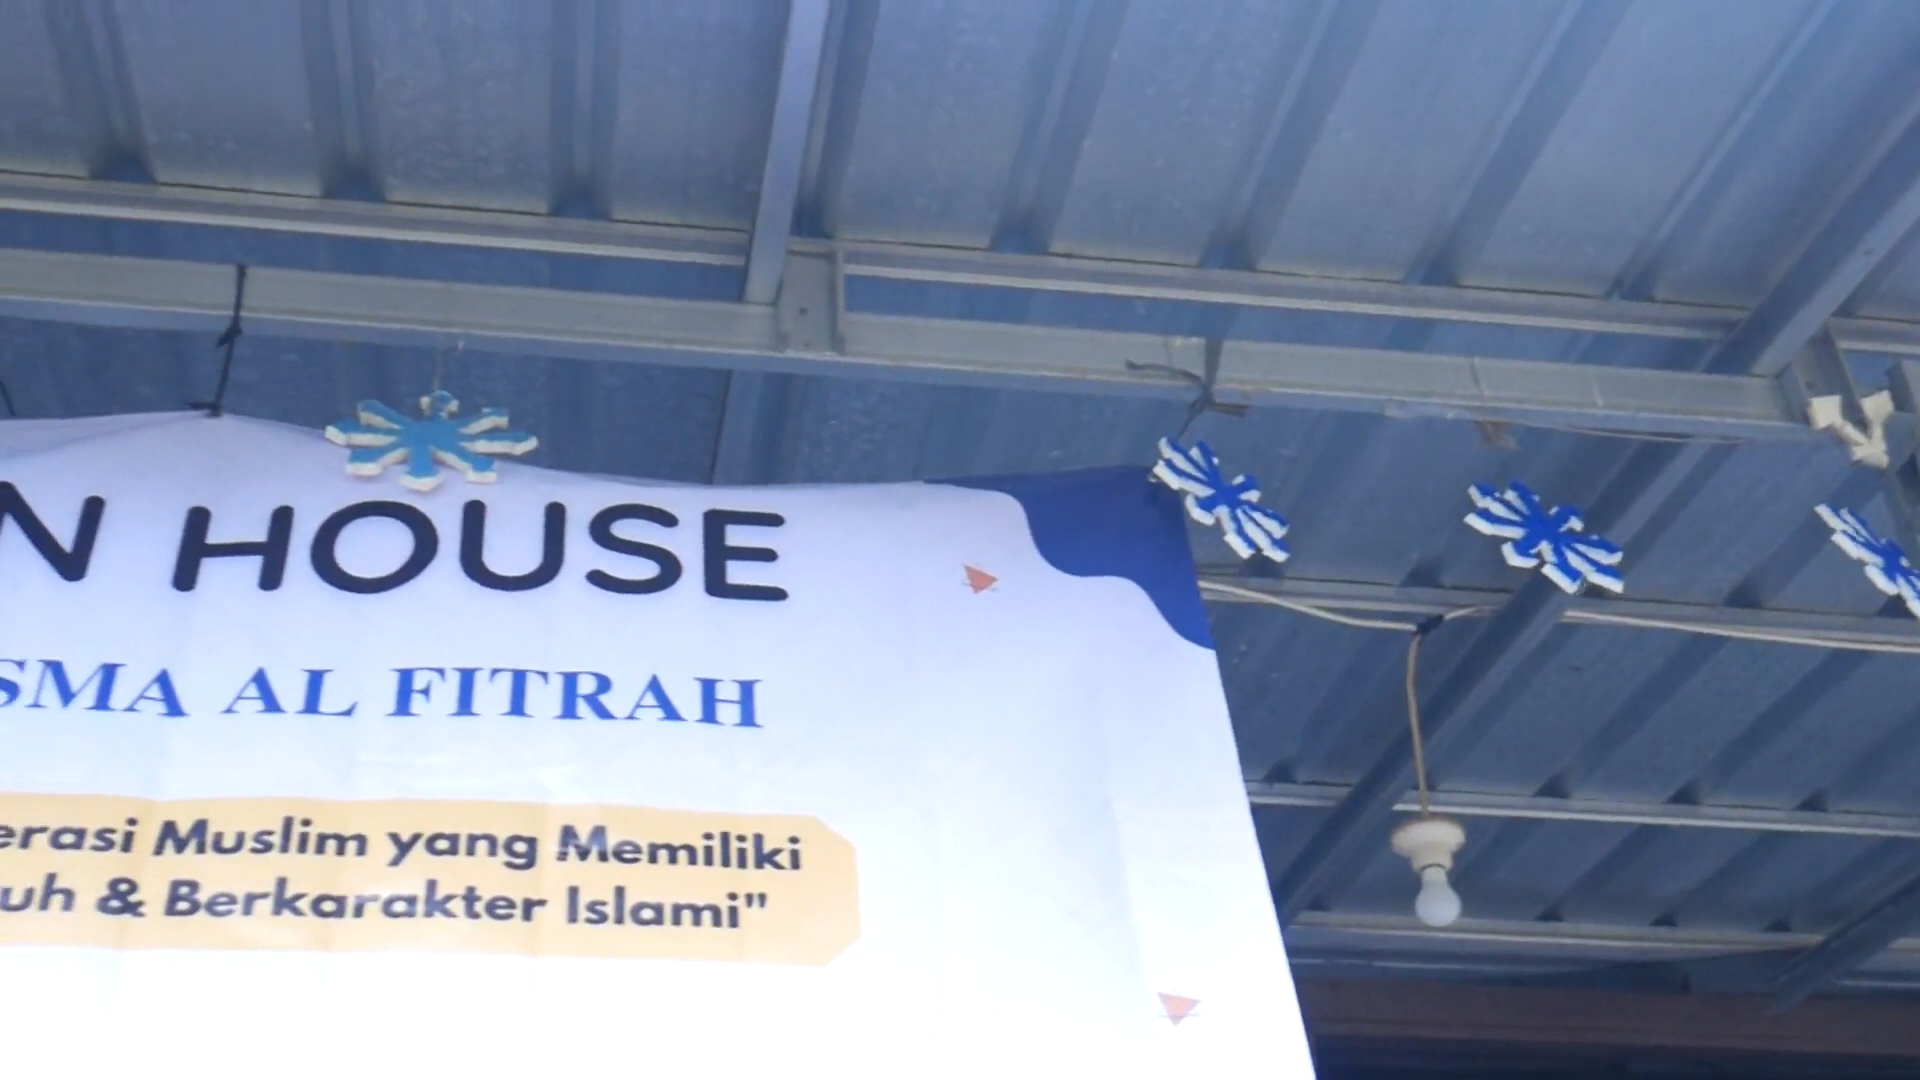 N HOUSE
SMA AL FITRAH
erasi Muslim yang Memiliki
uh & Berkarakter Islami"